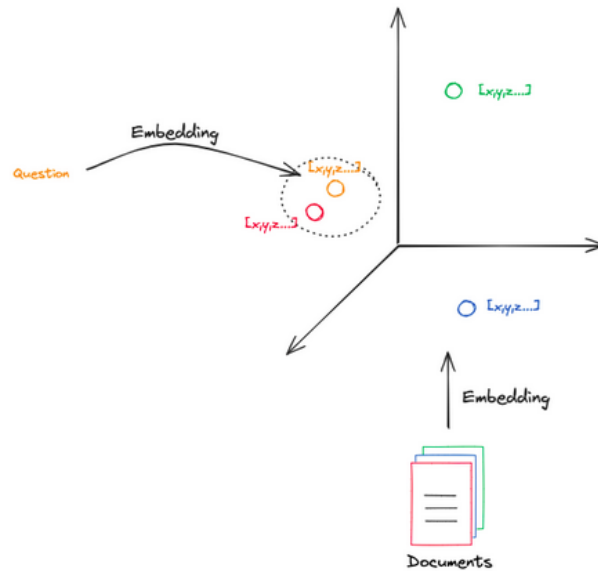 [x,y,z...]
Embedding
[x,y,z...]
Question
[x,y,z...]
[x,y,z...]
Embedding
Documents